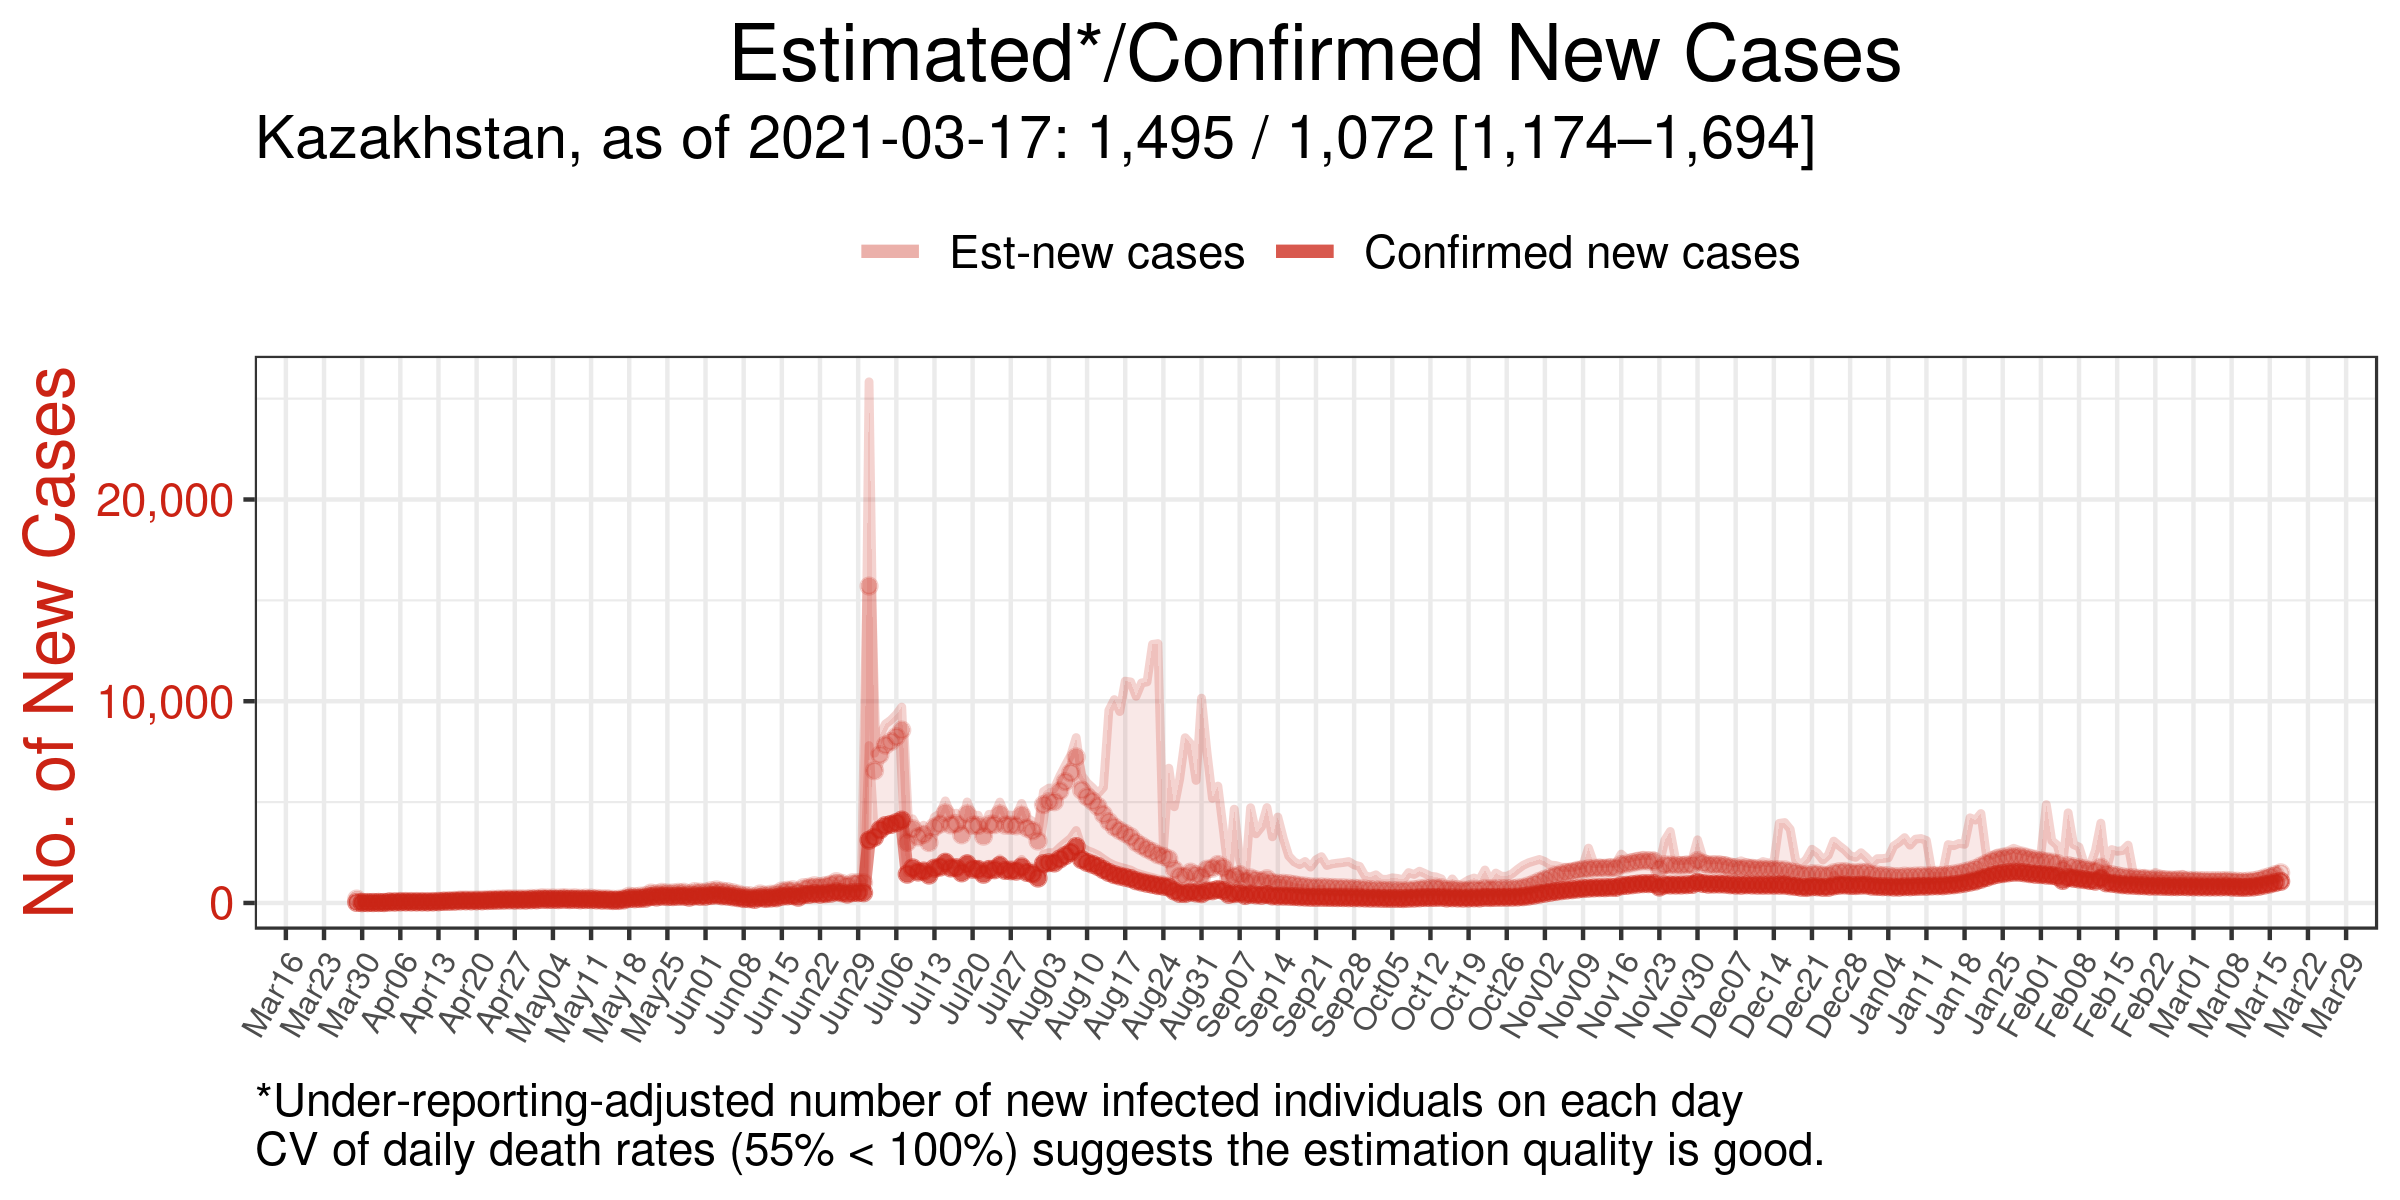 Estimated*/Confirmed New Cases
Kazakhstan, as of 2021-03-17: 1,495 / 1,072 [1,174–1,694]
Est-new cases Confirmed new cases
No. of New Cases
20,000
10,000
0
Mar16 Mar23 Mar30 Apr06 Apr13 Apr20 Apr27 May04 May11 May18 May25 Jun01 Jun08 Jun15 Jun22 Jun29 Jul06 Jul13 Jul20 Jul27 Aug03 Aug10 Aug17 Aug24 Aug31 Sep07 Sep14 Sep21 Sep28 Oct05 Oct12 Oct19 Oct26 Nov02 Nov09 Nov16 Nov23 Nov30 Dec07 Dec14 Dec21 Dec28 Jan04 Jan11 Jan18 Jan25 Feb01 Feb08 Feb15 Feb22 Mar01 Mar08 Mar15 Mar22 Mar29
*Under-reporting-adjusted number of new infected individuals on each day
CV of daily death rates (55% < 100%) suggests the estimation quality is good.